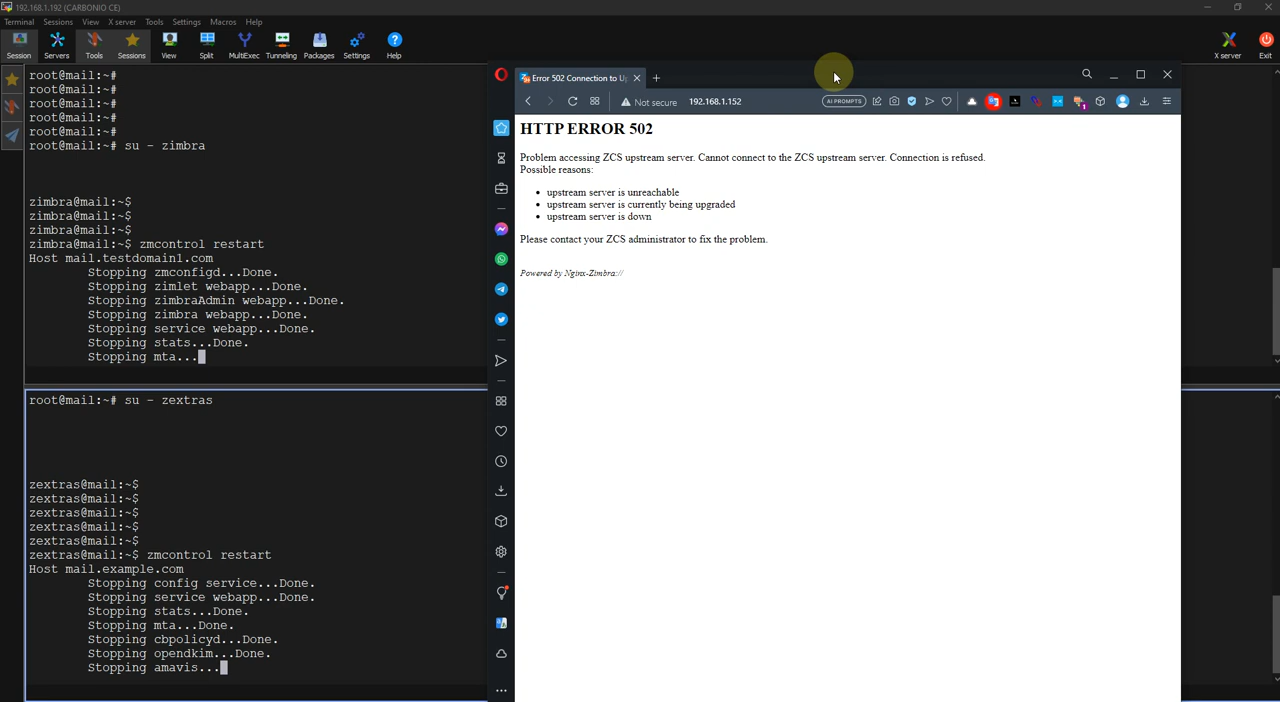 192.168.1.192 (CARBONIO CE)
Terminal Sessions View X server Tools Settings Macros Help
Session Servers Tools Sessions View Split MultiExec Tunneling Packages Settings Help X server Exit
root@mail:~#
root@mail:~#
root@mail:~#
root@mail:~#
root@mail:~#
root@mail:~# su - zimbra
zimbra@mail:~$
zimbra@mail:~$
zimbra@mail:~$
zimbra@mail:~$ zmcontrol restart
Host mail.testdomain1.com
Stopping zmconfigd...Done.
Stopping zimlet webapp...Done.
Stopping zimbraAdmin webapp...Done.
Stopping zimbra webapp...Done.
Stopping service webapp...Done.
Stopping stats...Done.
Stopping mta...
root@mail:~# su - zextras
zextras@mail:~$
zextras@mail:~$
zextras@mail:~$
zextras@mail:~$
zextras@mail:~$
zextras@mail:~$ zmcontrol restart
Host mail.example.com
Stopping config service...Done.
Stopping service webapp...Done.
Stopping stats...Done.
Stopping mta...Done.
Stopping cbpolicyd...Done.
Stopping opendkim...Done.
Stopping amavis...
Error 502 Connection to Up
Not secure 192.168.1.152 AI PROMPTS
1
HTTP ERROR 502
Problem accessing ZCS upstream server. Cannot connect to the ZCS upstream server. Connection is refused.
Possible reasons:
upstream server is unreachable
upstream server is currently being upgraded
upstream server is down
Please contact your ZCS administrator to fix the problem.
Powered by Nginx-Zimbra://